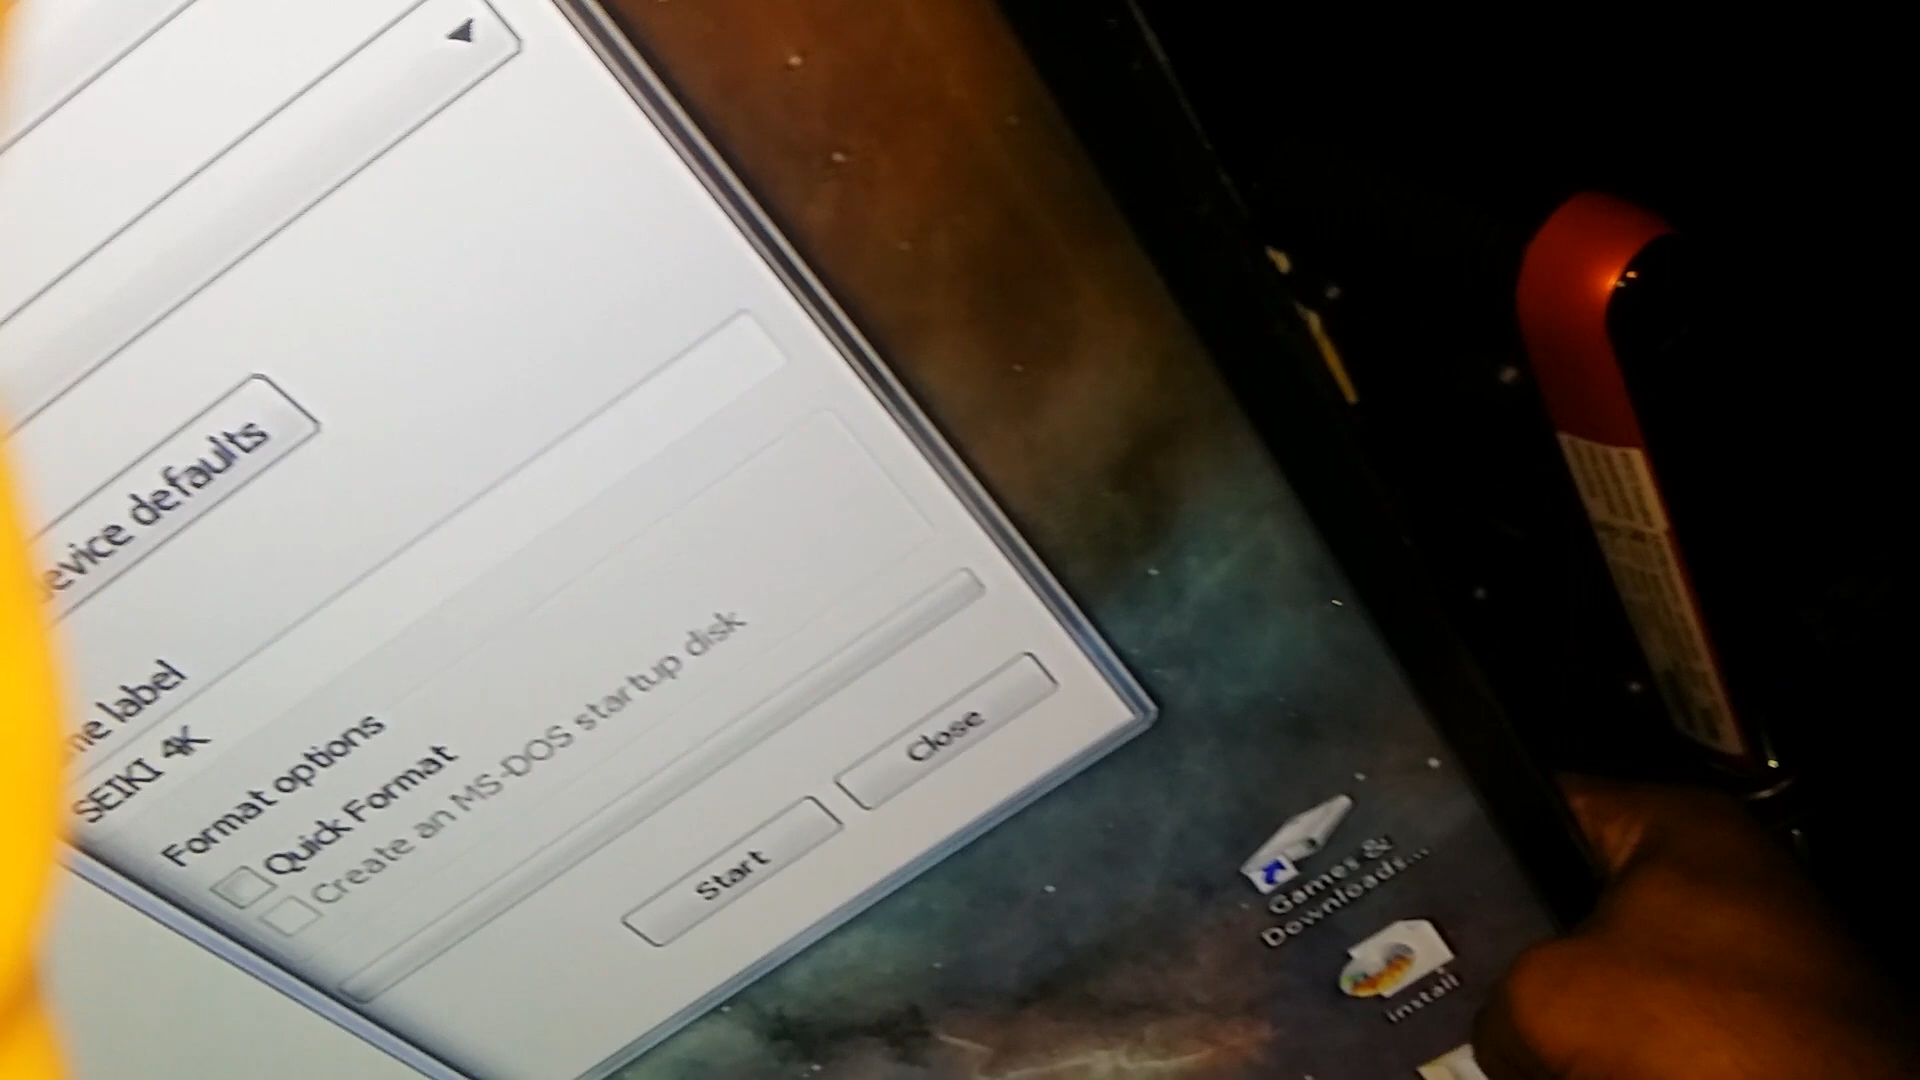 evice defaults
me label
SEIKI 4K
Format options
Quick Format
Create an MS-DOS startup disk
Start
Close
Games &
Downloads...
install